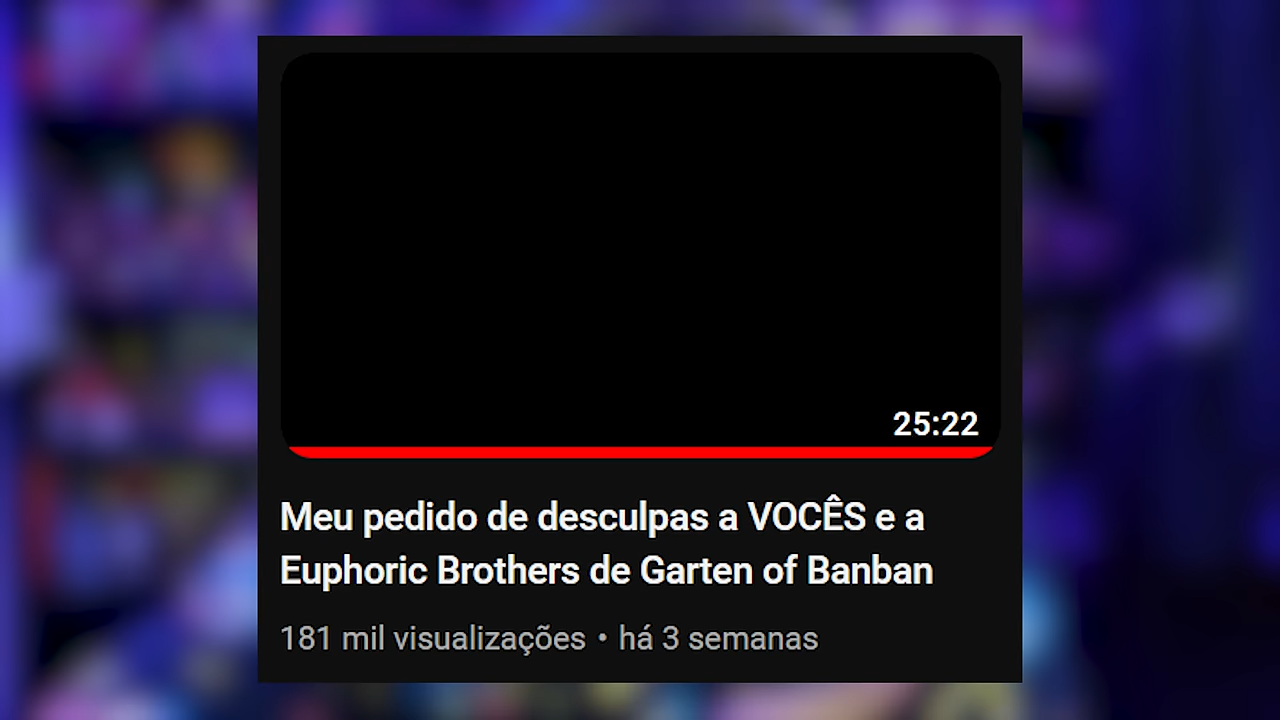 25:22
Meu pedido de desculpas a VOCÊS e a
Euphoric Brothers de Garten of Banban
181 mil visualizações • há 3 semanas